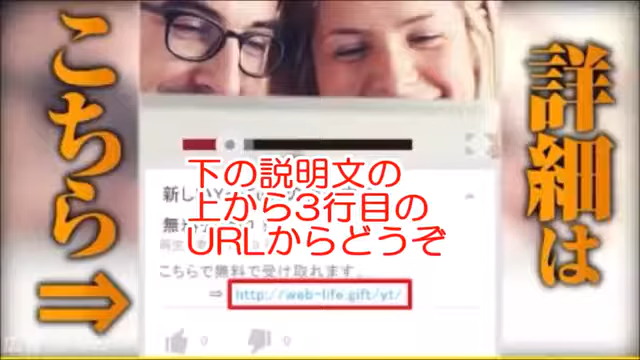 詳細は
こちら⇒
下の説明文の
上から3行目の
URLからどうぞ
こちらで無料で受け取れます。
⇒ http://web-life.gift/yt/
0
0